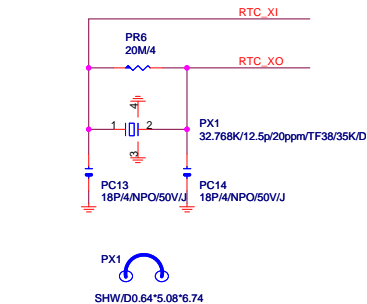 RTC_XI
PR6
20M/4
RTC_XO
4
PX1
1
2
32.768K/12.5p/20ppm/TF38/35K/D
3
PC13
PC14
18P/4/NPO/50V/J
18P/4/NPO/50V/J
PX1
SHW/D0.64*5.08*6.74